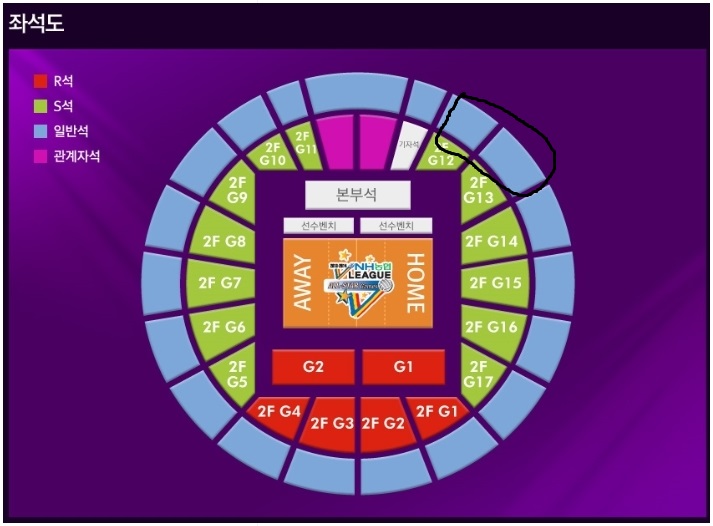 좌석도
R석
S석
일반석
관계자석
2F G10
2F G11
기자석
2F G12
2F G9
2F G13
본부석
선수벤치
선수벤치
2F G8
2F G14
AWAY
NH농협
V LEAGUE
ALL-STAR
HOME
2F G7
2F G15
2F G6
2F G16
2F G5
G2
G1
2F G17
2F G4
2F G3
2F G2
2F G1